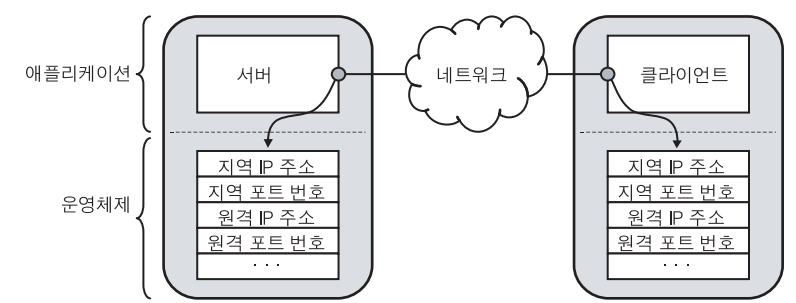 애플리케이션
서버
네트워크
클라이언트
운영체제
지역 IP 주소
지역 포트 번호
원격 IP 주소
원격 포트 번호
· · ·
지역 IP 주소
지역 포트 번호
원격 IP 주소
원격 포트 번호
· · ·